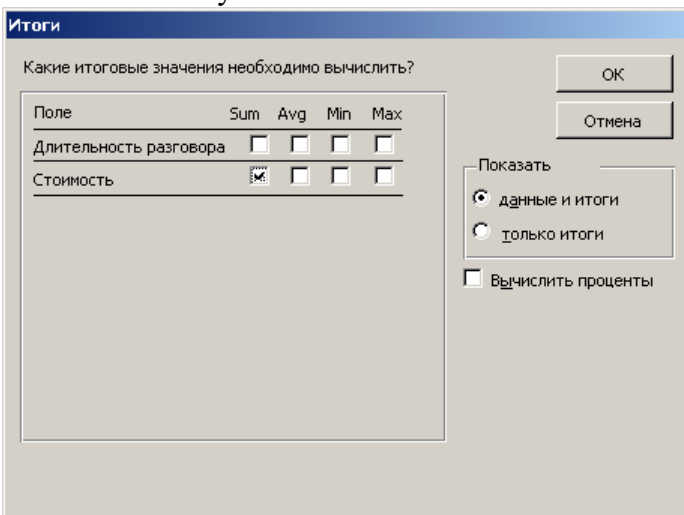 Итоги
Какие итоговые значения необходимо вычислить?
Поле Sum Avg Min Max
Длительность разговора
Стоимость
ОК
Отмена
Показать
данные и итоги
только итоги
Вычислить проценты